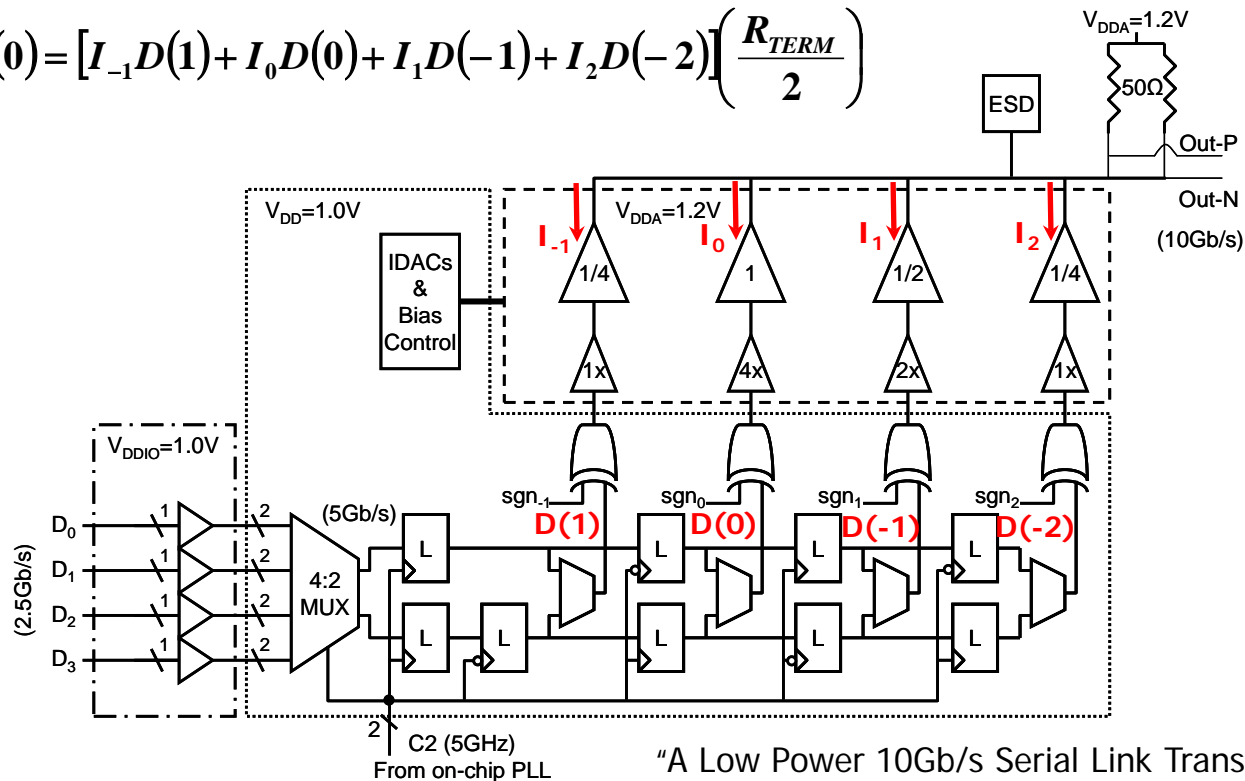 (0) = [I₋₁D(1) + I₀D(0) + I₁D(-1) + I₂D(-2)](R_TERM/2)
V_DDA=1.2V
50Ω
ESD
Out-P
Out-N
(10Gb/s)
V_DD=1.0V
V_DDA=1.2V
I₋₁
I₀
I₁
I₂
IDACs
&
Bias
Control
1/4
1
1/2
1/4
1x
4x
2x
1x
V_DDIO=1.0V
sgn₋₁
sgn₀
sgn₁
sgn₂
D(1)
D(0)
D(-1)
D(-2)
(2.5Gb/s)
D₀
D₁
D₂
D₃
1
1
1
1
2
2
2
2
4:2
MUX
(5Gb/s)
L
L
L
L
L
L
L
L
L
2
C2 (5GHz)
From on-chip PLL
"A Low Power 10Gb/s Serial Link Trans